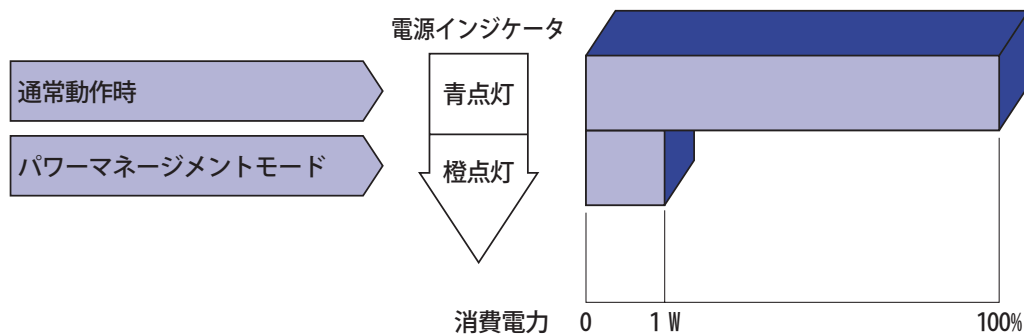 電源インジケータ
通常動作時
青点灯
パワーマネージメントモード
橙点灯
消費電力 0 1 W 100%